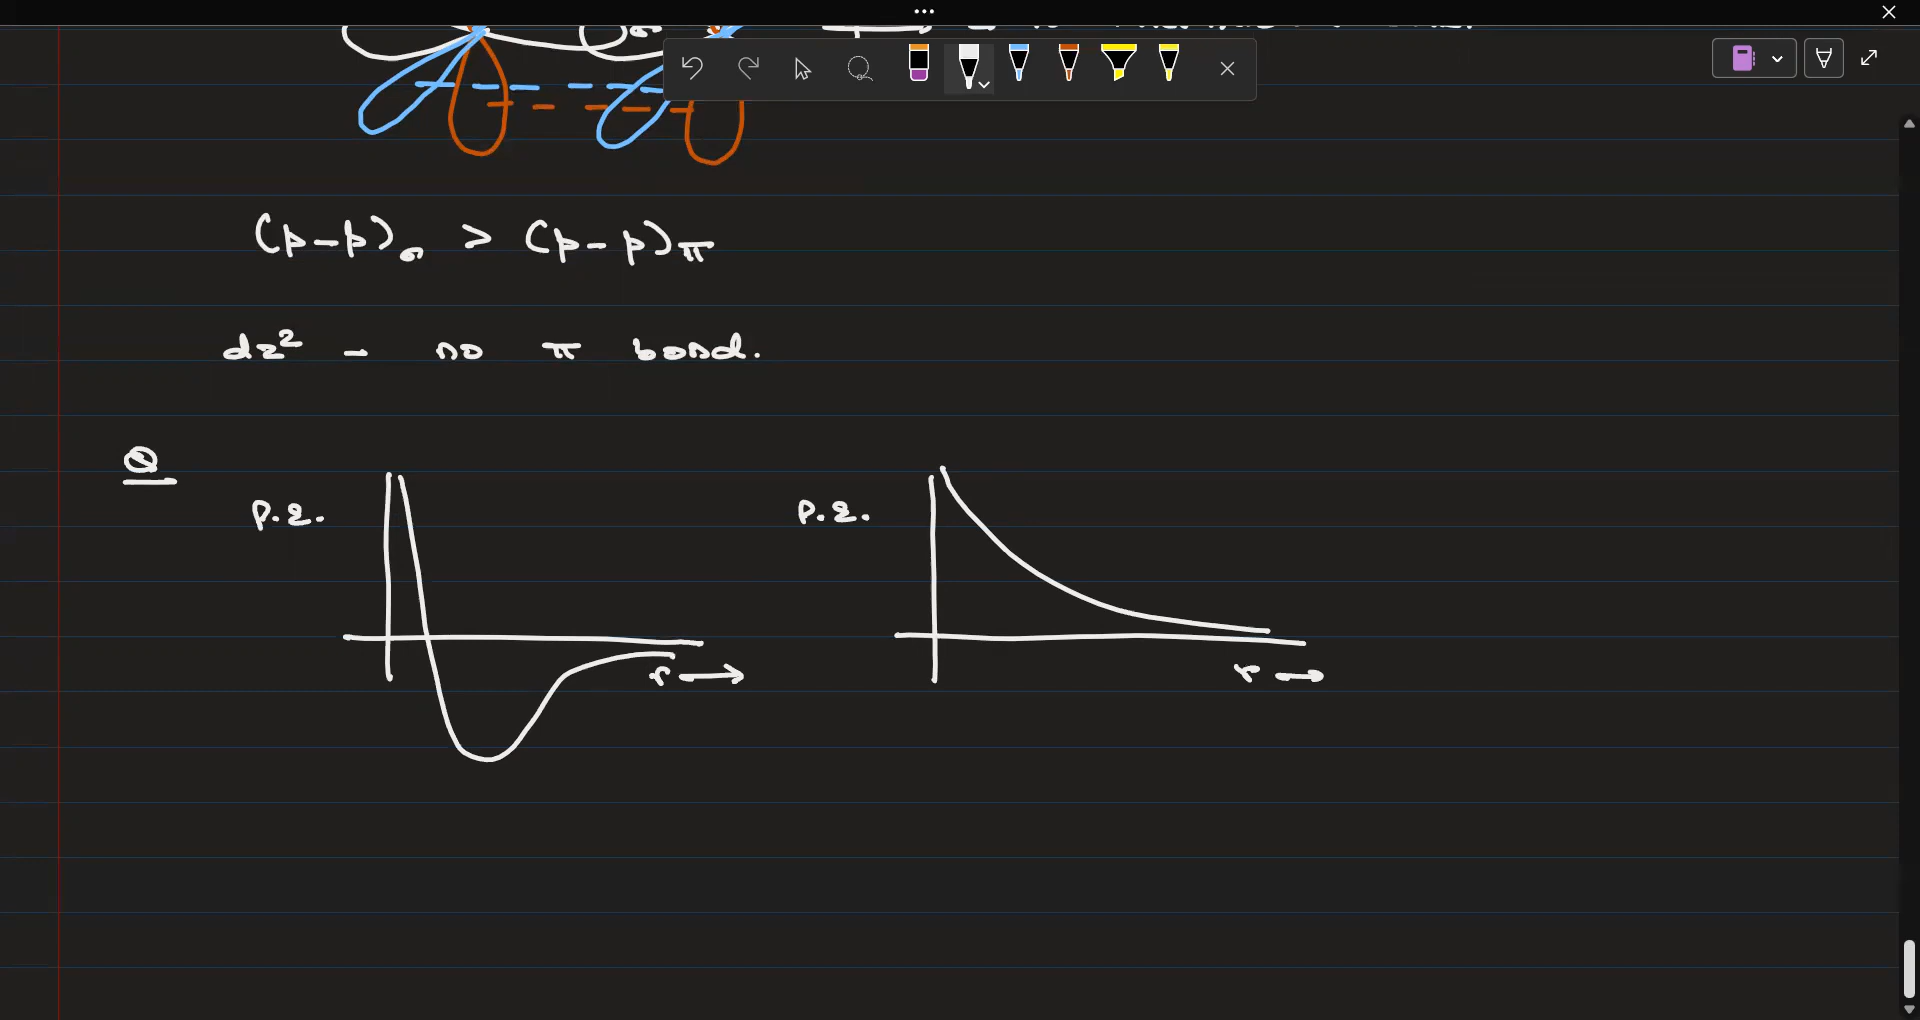 (p-p)σ > (p-p)π
dz² - no π bond.
Q
P.E. P.E.
r → r →